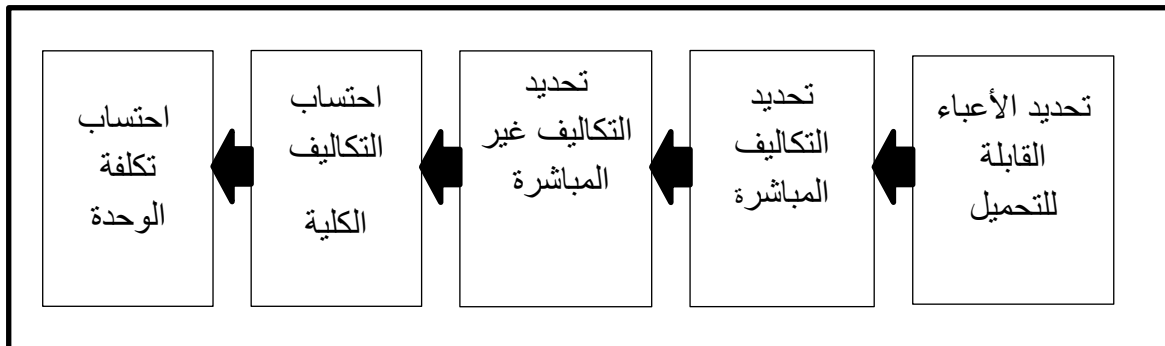 تحديد الأعباء
القابلة
للتحميل
تحديد
التكاليف
المباشرة
تحديد
التكاليف غير
المباشرة
احتساب
التكاليف
الكلية
احتساب
تكلفة
الوحدة